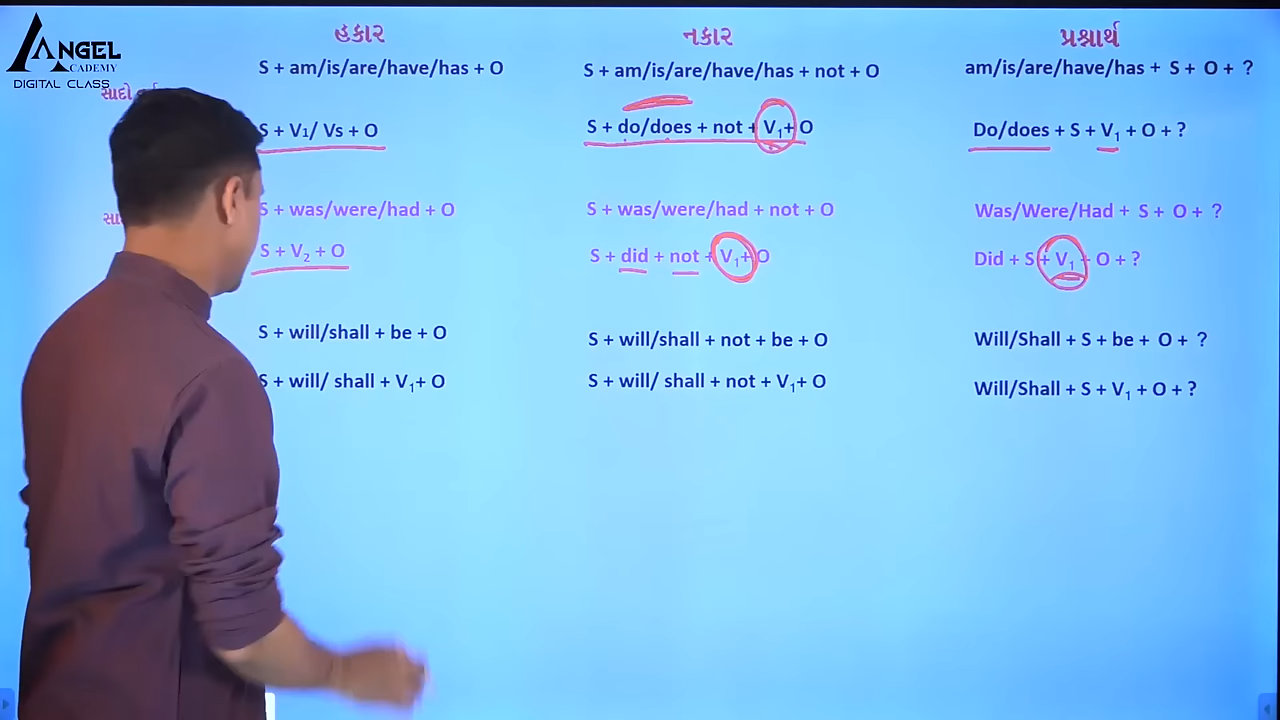 ANGEL
ACADEMY
DIGITAL CLASS
હકાર
નકાર
પ્રશ્નાર્થ
S + am/is/are/have/has + O
S + am/is/are/have/has + not + O
am/is/are/have/has + S + O + ?
સાદો
S + V₁/ Vs + O
S + do/does + not + V₁+ O
Do/does + S + V₁ + O + ?
S + was/were/had + O
S + was/were/had + not + O
Was/Were/Had + S + O + ?
S + V₂ + O
S + did + not + V₁+ O
Did + S + V₁ + O + ?
S + will/shall + be + O
S + will/shall + not + be + O
Will/Shall + S + be + O + ?
S + will/ shall + V₁+ O
S + will/ shall + not + V₁+ O
Will/Shall + S + V₁ + O + ?